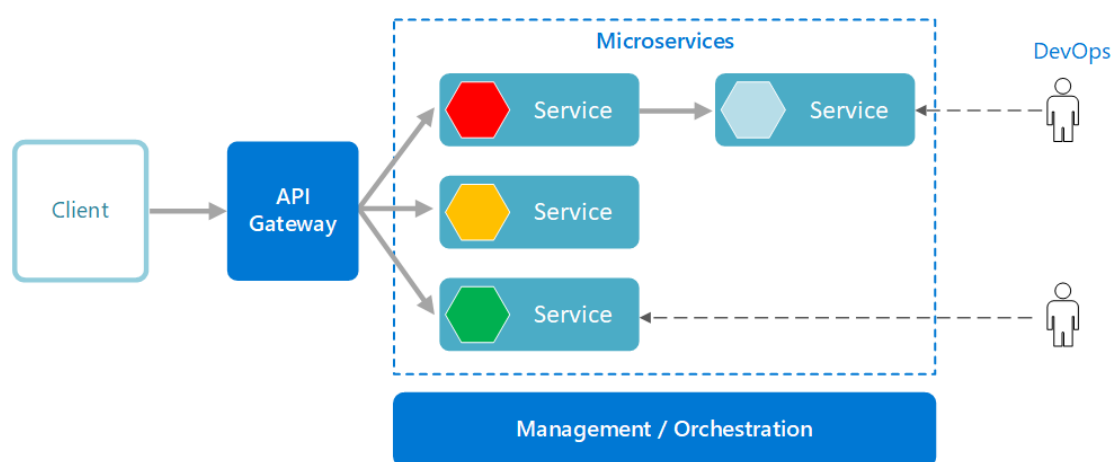 Microservices
DevOps
Service
Service
Client
API
Gateway
Service
Service
Management / Orchestration